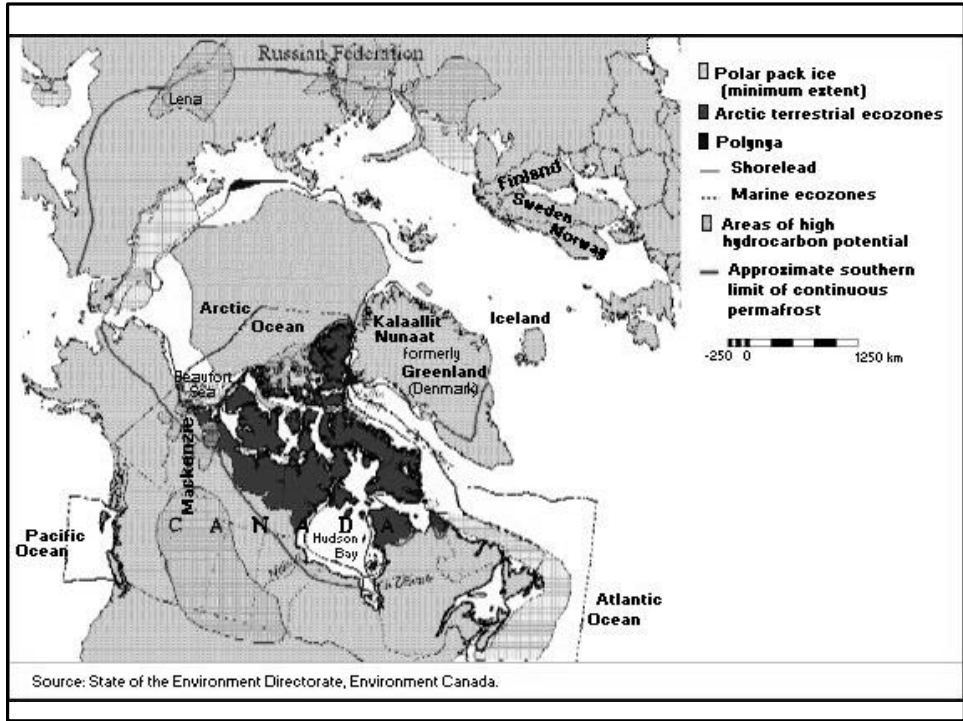 Russian Federation
Lena
Polar pack ice
(minimum extent)
Arctic terrestrial ecozones
Polynya
Shorelead
Marine ecozones
Areas of high
hydrocarbon potential
Approximate southern
limit of continuous
permafrost
-250 0 1250 km
Finland
Sweden
Norway
Iceland
Arctic
Ocean
Kalaallit
Nunaat
formerly
Greenland
(Denmark)
Beaufort
Sea
Mackenzie
CANADA
Hudson
Bay
Pacific
Ocean
Atlantic
Ocean
Source: State of the Environment Directorate, Environment Canada.